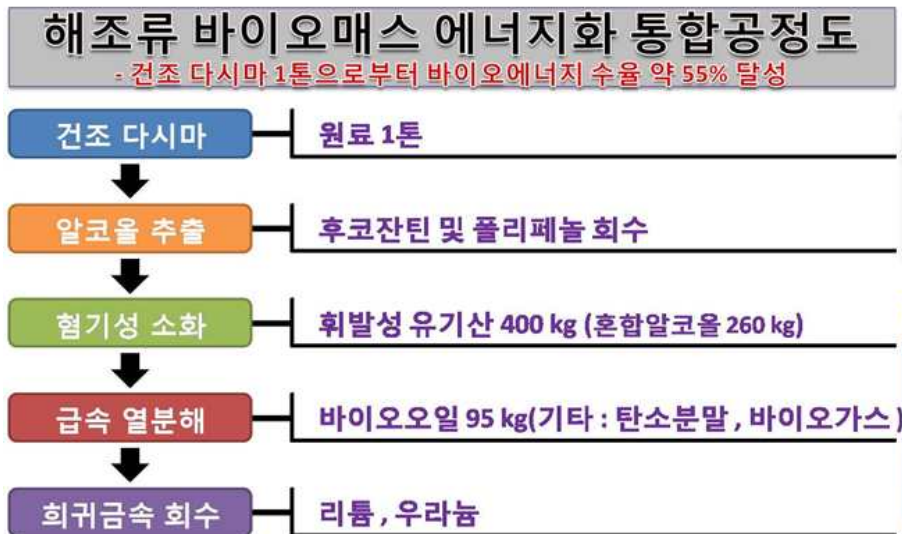 해조류 바이오매스 에너지화 통합공정도
- 건조 다시마 1톤으로부터 바이오에너지 수율 약 55% 달성
건조 다시마
원료 1톤
알코올 추출
후코잔틴 및 폴리페놀 회수
혐기성 소화
휘발성 유기산 400 kg (혼합알코올 260 kg)
급속 열분해
바이오오일 95 kg(기타 : 탄소분말 , 바이오가스 )
희귀금속 회수
리튬 , 우라늄